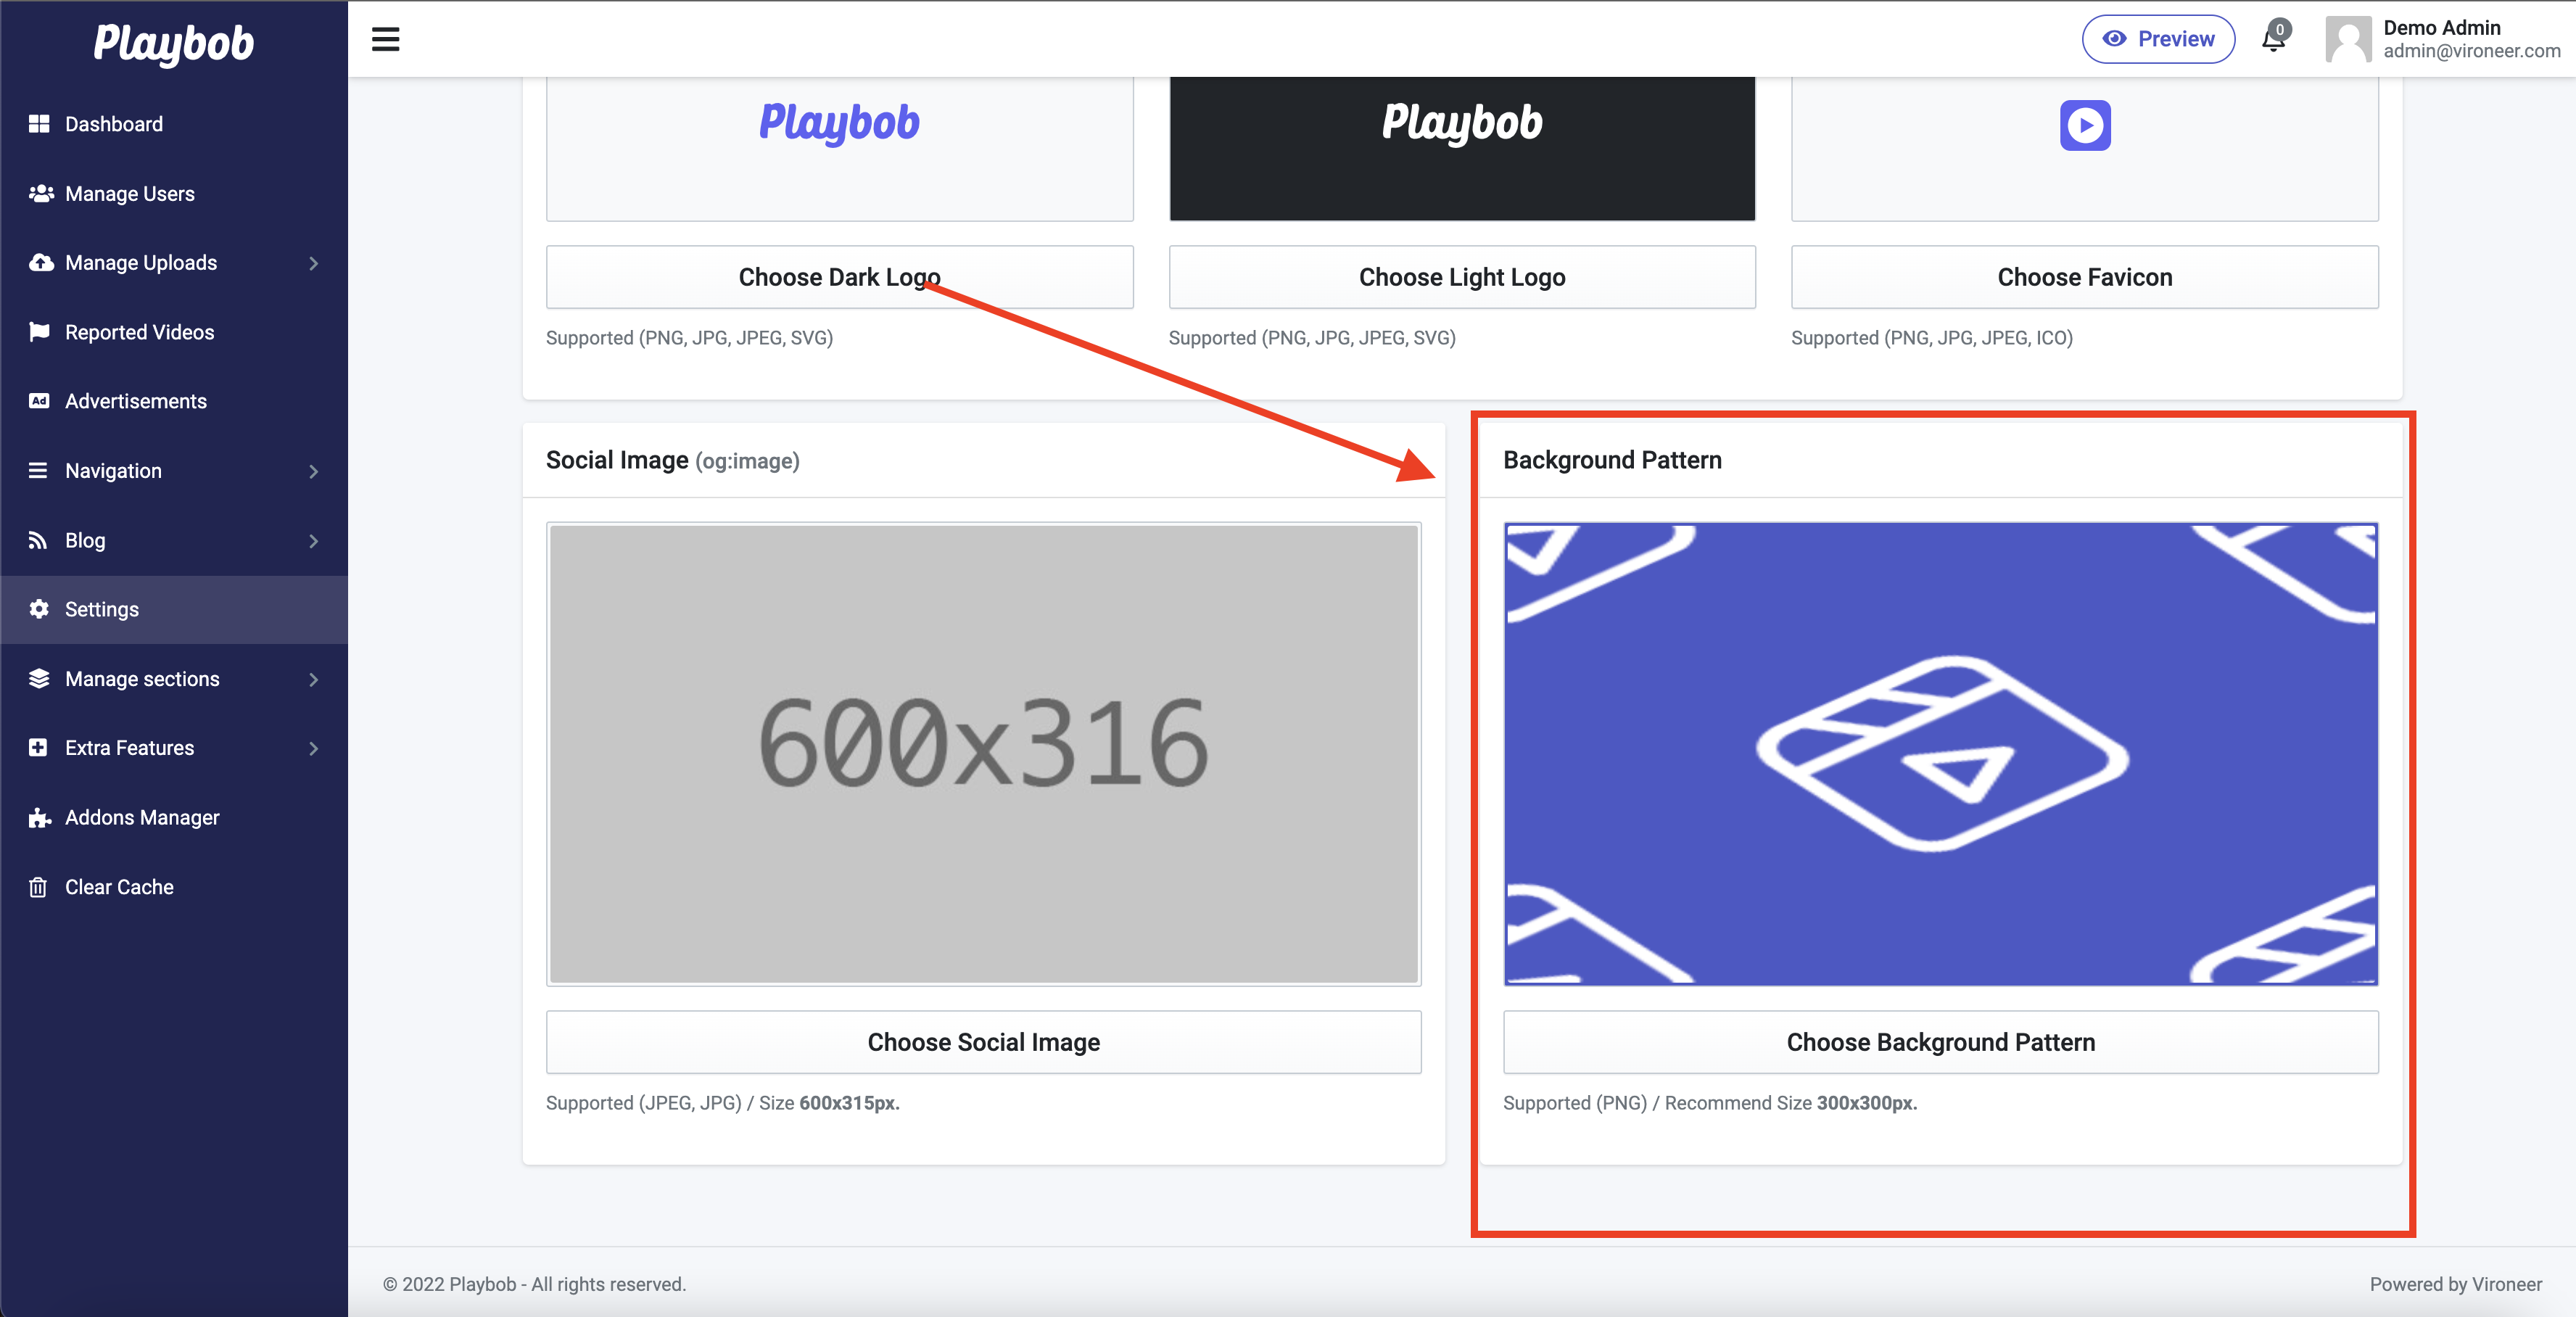 Playbob
Preview
0
Demo Admin
admin@vironeer.com
Dashboard
Manage Users
Manage Uploads
Reported Videos
Ad Advertisements
Navigation
Blog
Settings
Manage sections
Extra Features
Addons Manager
Clear Cache
Playbob
Playbob
Choose Dark Logo
Choose Light Logo
Choose Favicon
Supported (PNG, JPG, JPEG, SVG)
Supported (PNG, JPG, JPEG, SVG)
Supported (PNG, JPG, JPEG, ICO)
Social Image (og:image)
600x316
Choose Social Image
Supported (JPEG, JPG) / Size 600x315px.
Background Pattern
Choose Background Pattern
Supported (PNG) / Recommend Size 300x300px.
© 2022 Playbob - All rights reserved.
Powered by Vironeer